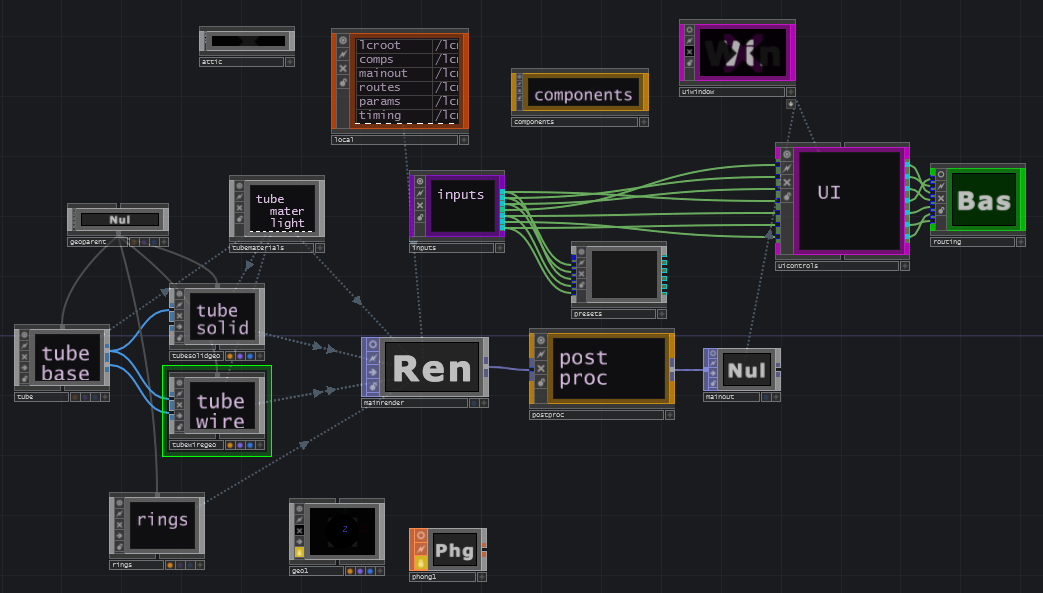 attic
lcroot /lc
comps /lc
mainout /lc
routes /lc
params /lc
timing /lc
local
components
components
Win
uiwindow
Nul
geoparent
tube
mater
light
tubematerials
inputs
inputs
UI
uicontrols
Bas
routing
presets
tube
base
tube
tube
solid
tubesolidgeo
tube
wire
tubewiregeo
Ren
mainrender
post
proc
postproc
Nul
mainout
rings
rings
2
geo1
Phg
phong1